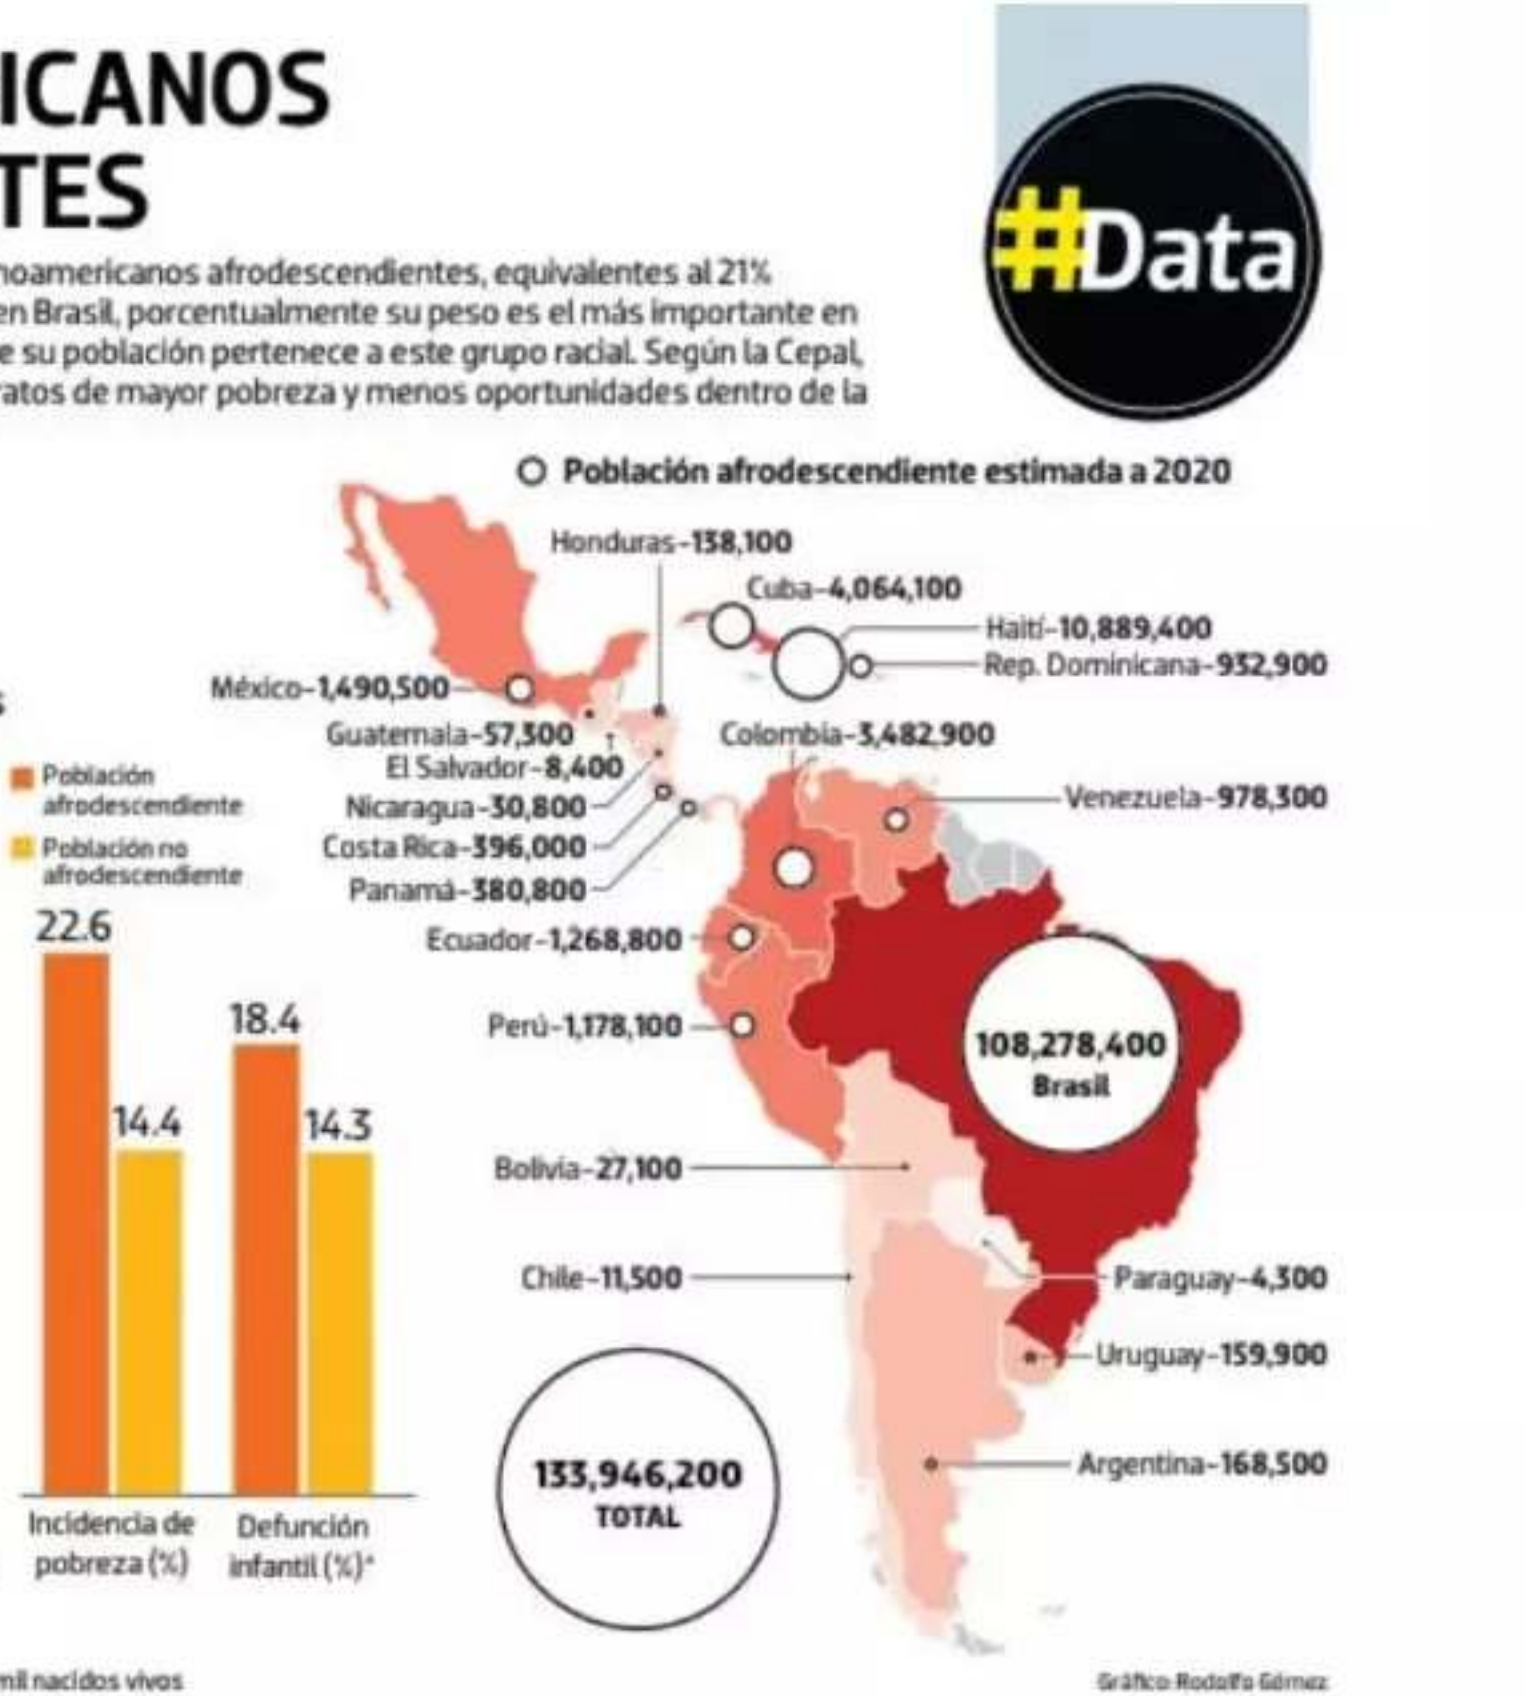 ICANOS
TES
#Data
noamericanos afrodescendientes, equivalentes al 21%
en Brasil, porcentualmente su peso es el más importante en
e su población pertenece a este grupo racial. Según la Cepal,
ratos de mayor pobreza y menos oportunidades dentro de la
Población afrodescendiente estimada a 2020
Honduras-138,100
Cuba-4,064,100
Haití-10,889,400
Rep. Dominicana-932,900
México-1,490,500
Guatemala-57,300
El Salvador-8,400
Nicaragua-30,800
Costa Rica-396,000
Panamá-380,800
Colombia-3,482,900
Venezuela-978,300
Ecuador-1,268,800
Perú-1,178,100
108,278,400
Brasil
Bolivia-27,100
Chile-11,500
Paraguay-4,300
Uruguay-159,900
Argentina-168,500
133,946,200
TOTAL
s
Población
afrodescendiente
Población no
afrodescendiente
22.6
14.4
18.4
14.3
Incidencia de
pobreza (%)
Defunción
infantil (%)*
mil nacidos vivos
Gráfico: Rodolfo Gómez